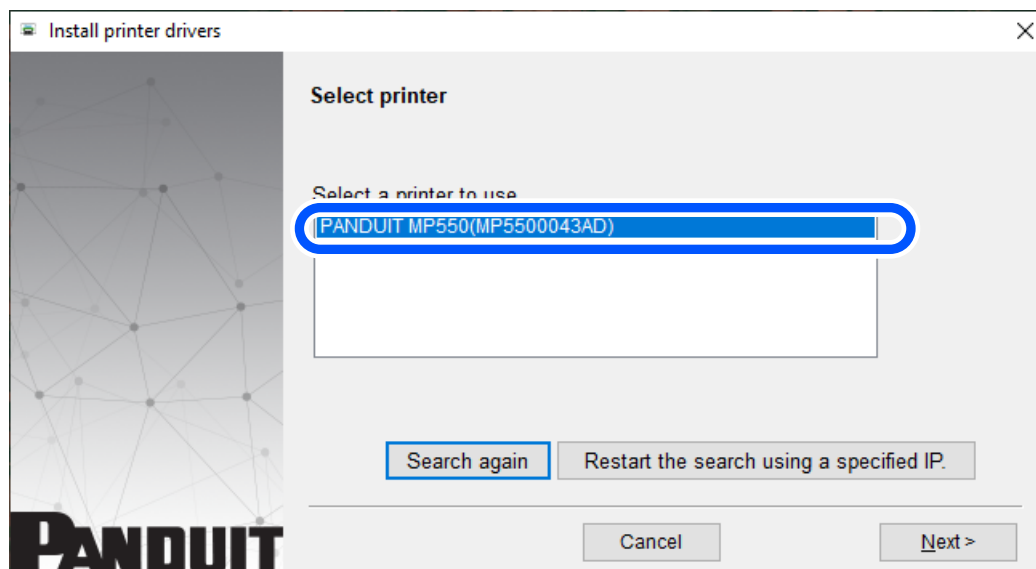 Install printer drivers
Select printer
Select a printer to use
PANDUIT MP550(MP5500043AD)
Search again
Restart the search using a specified IP.
PANDUIT
Cancel
Next >